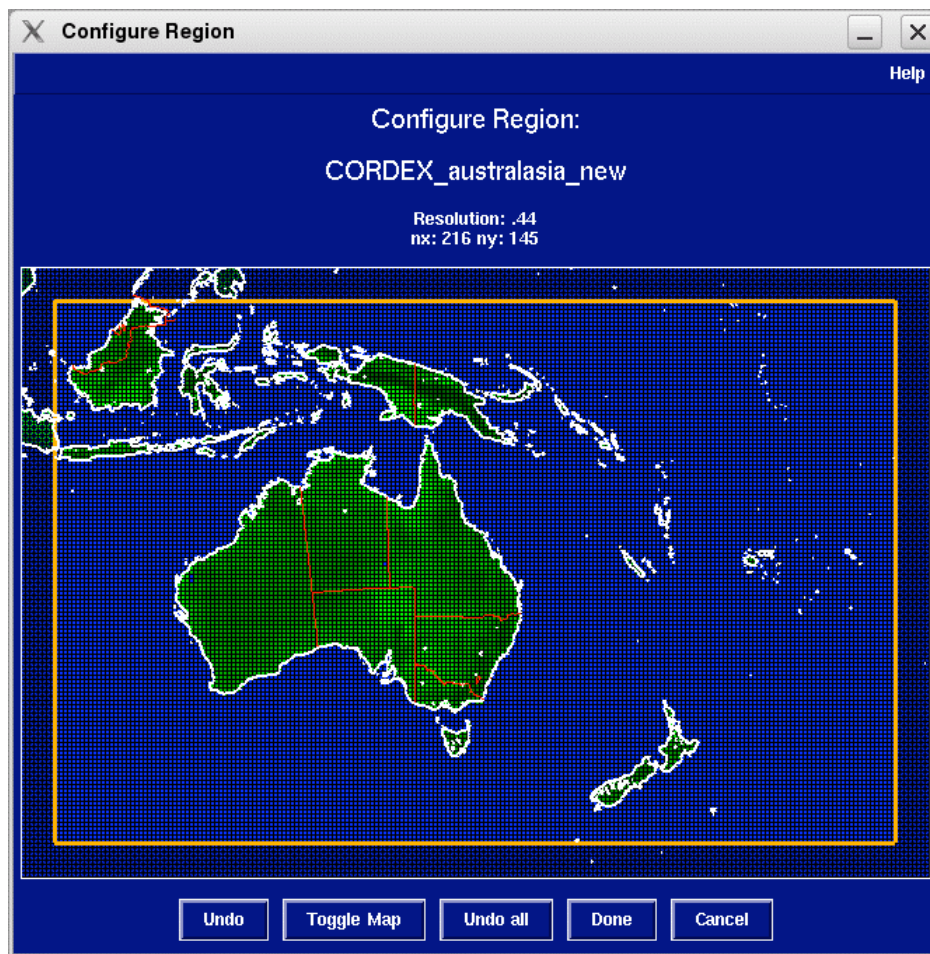 Configure Region
Help
Configure Region:
CORDEX_australasia_new
Resolution: .44
nx: 216 ny: 145
Undo
Toggle Map
Undo all
Done
Cancel